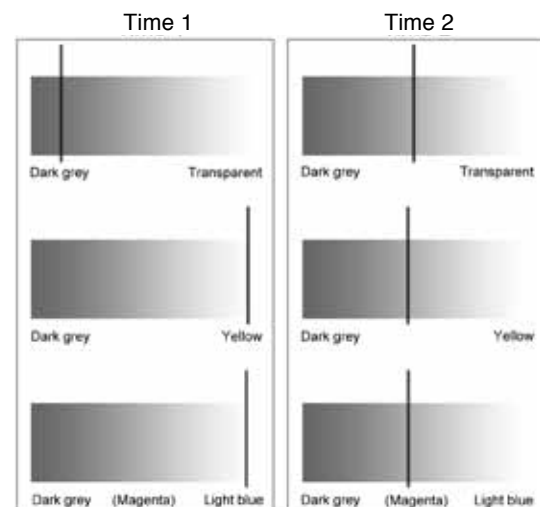 Time 1
Time 2
Dark grey Transparent
Dark grey Transparent
Dark grey Yellow
Dark grey Yellow
Dark grey (Magenta) Light blue
Dark grey (Magenta) Light blue